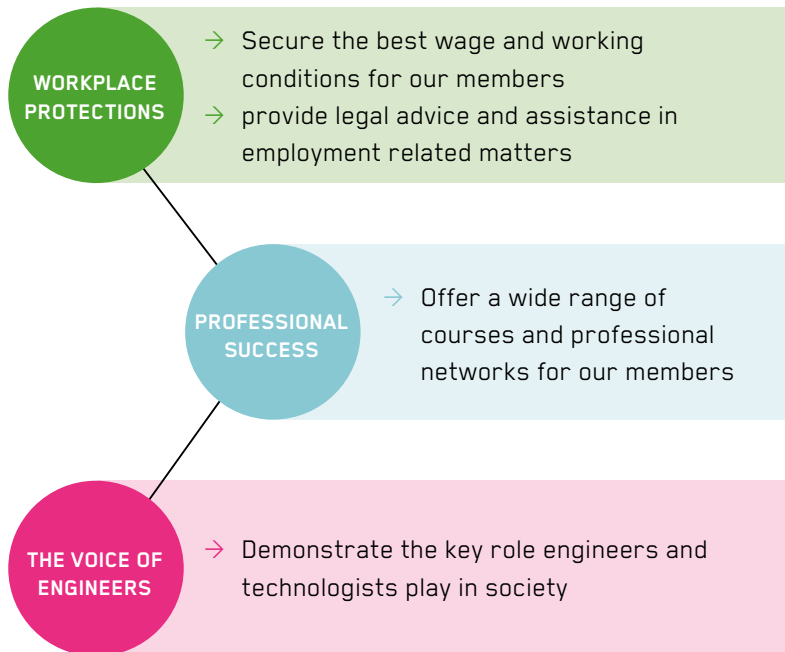 WORKPLACE
PROTECTIONS
→ Secure the best wage and working
conditions for our members
→ provide legal advice and assistance in
employment related matters
PROFESSIONAL
SUCCESS
→ Offer a wide range of
courses and professional
networks for our members
THE VOICE OF
ENGINEERS
→ Demonstrate the key role engineers and
technologists play in society